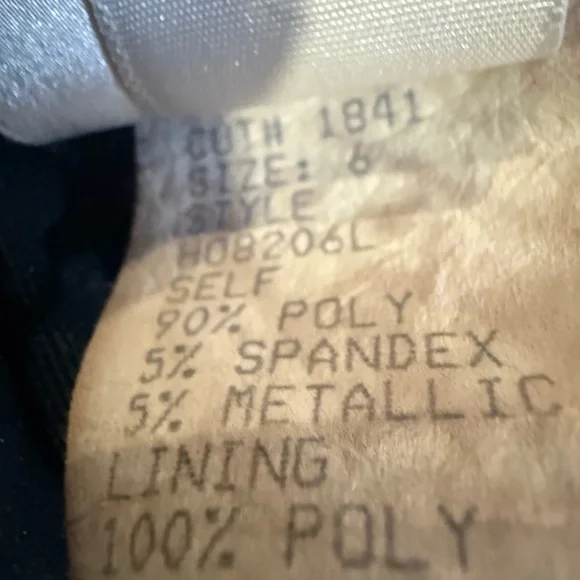 CUT# 1841
SIZE: 6
STYLE
H08206L
SELF
90% POLY
5% SPANDEX
5% METALLIC
LINING
100% POLY